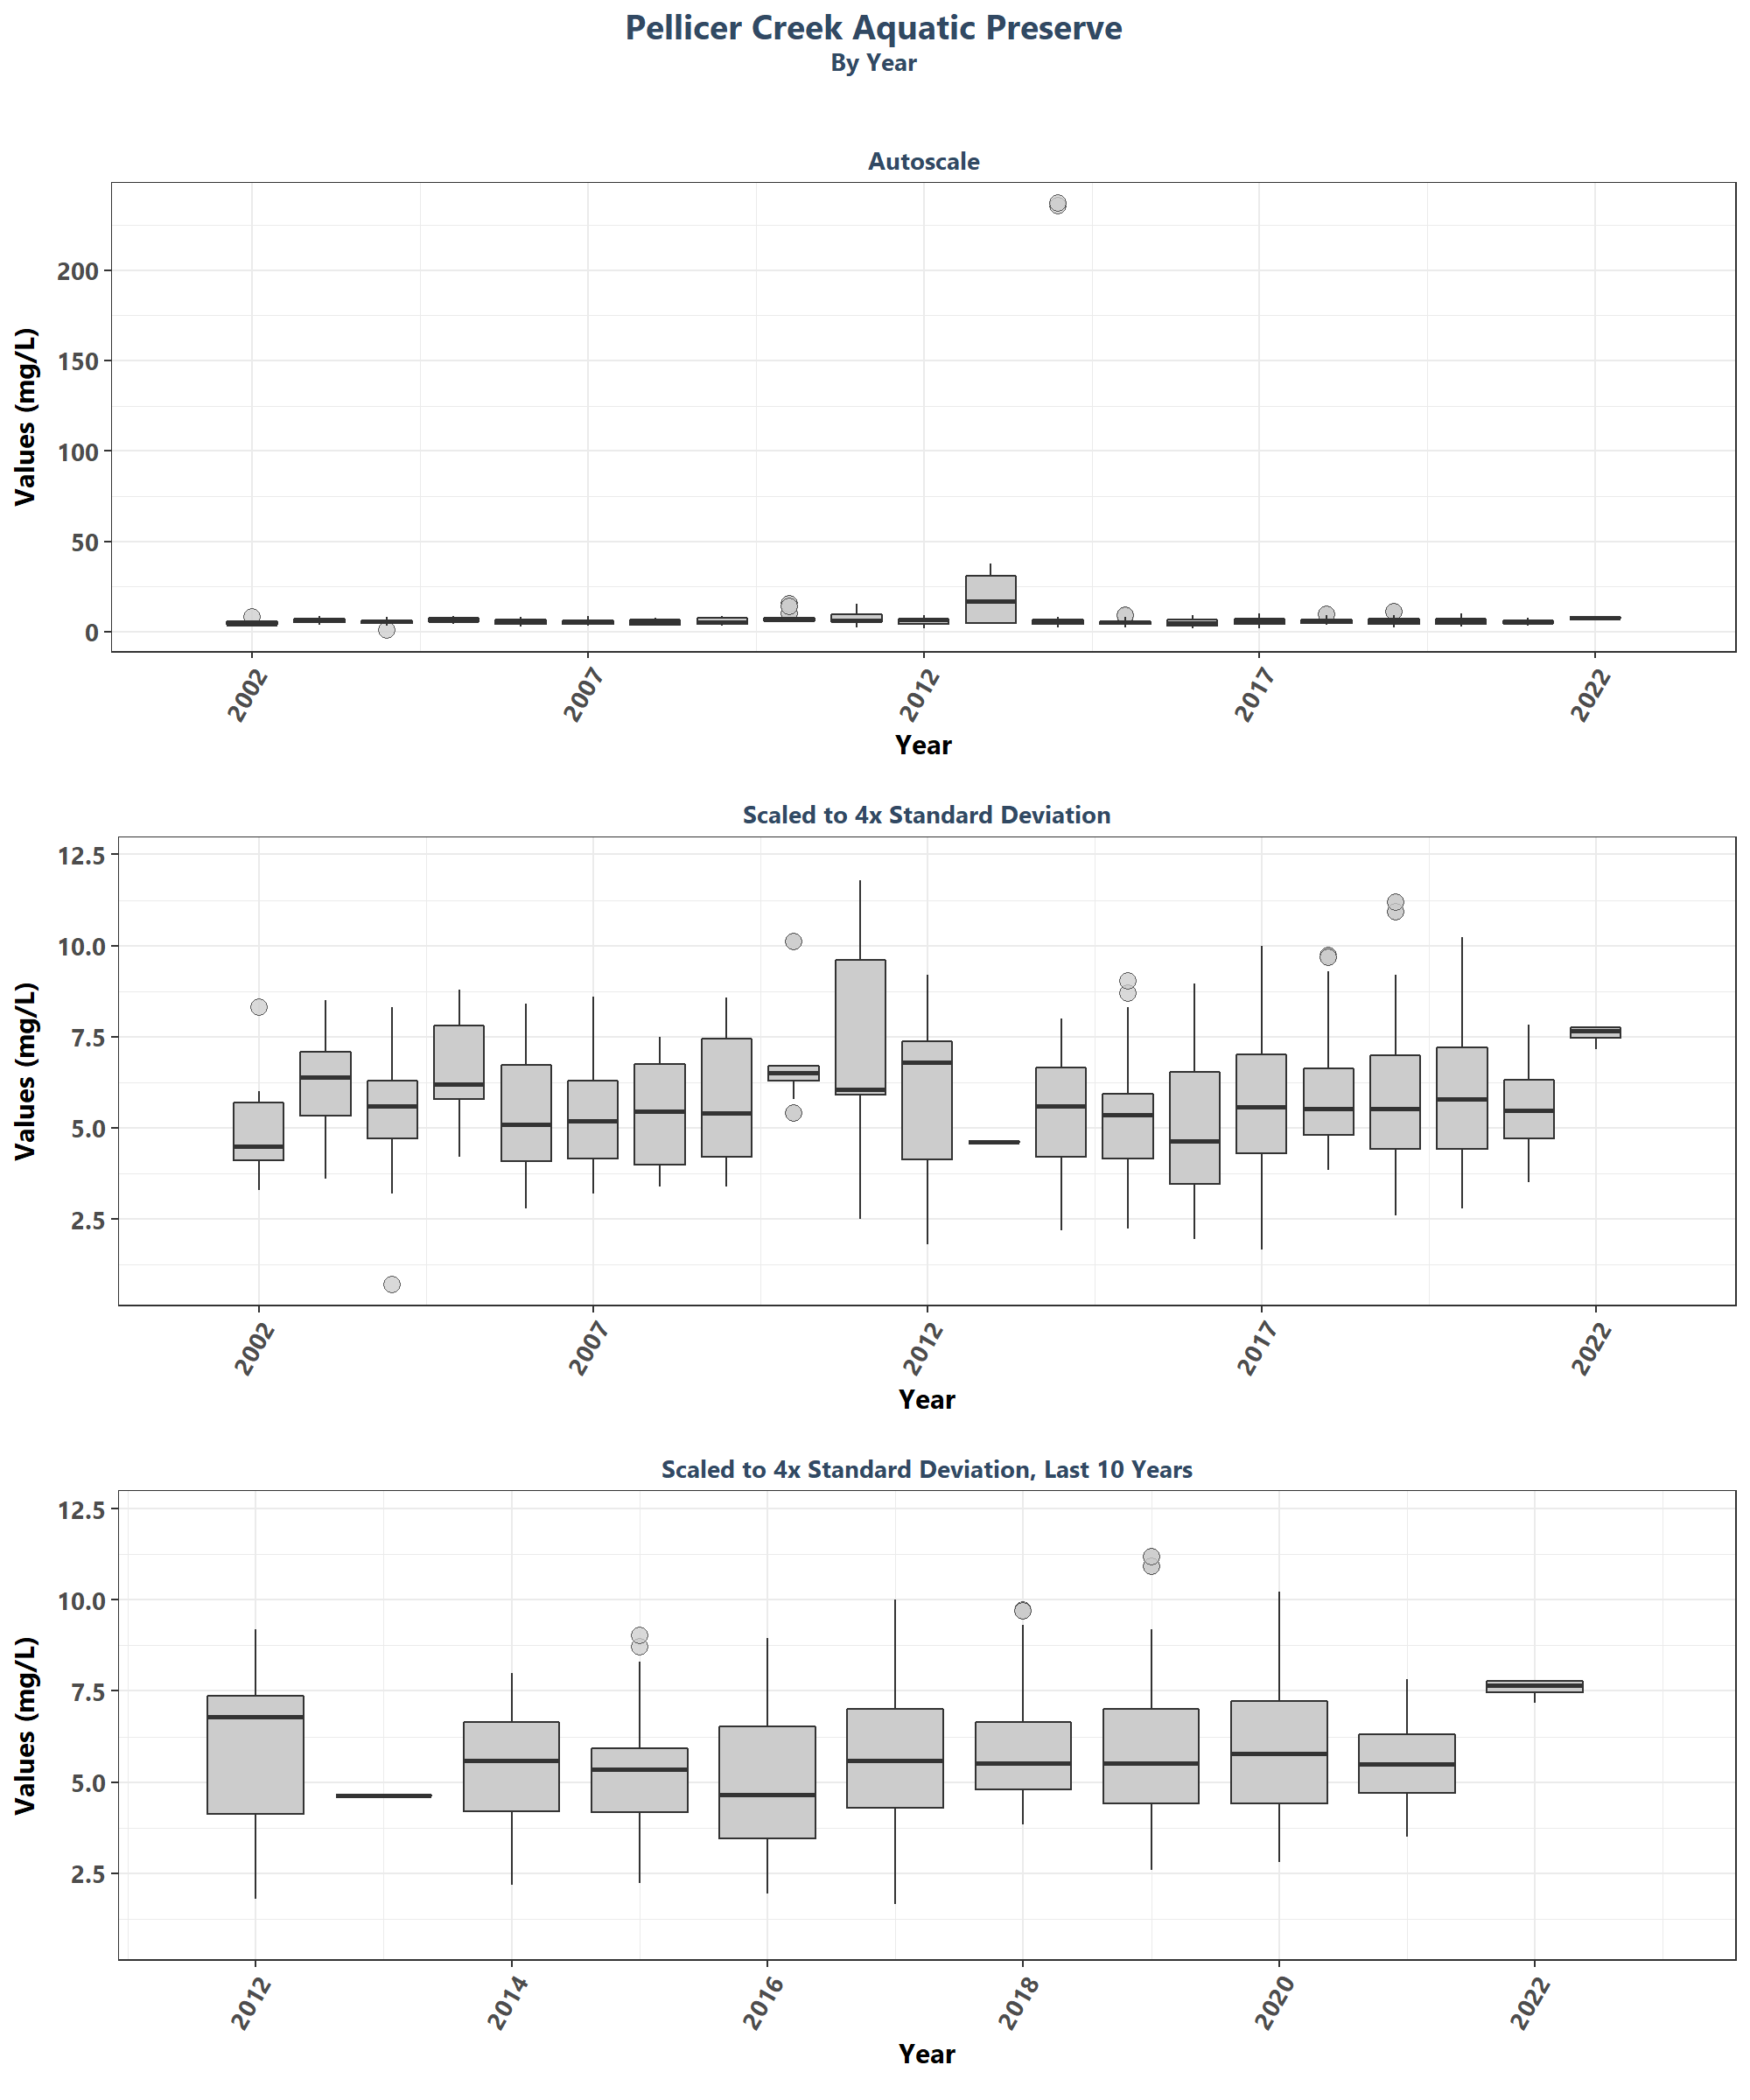 Pellicer Creek Aquatic Preserve
By Year
Autoscale
Values (mg/L)
200
150
100
50
0
2002
2007
2012
2017
2022
Year
Scaled to 4x Standard Deviation
Values (mg/L)
12.5
10.0
7.5
5.0
2.5
2002
2007
2012
2017
2022
Year
Scaled to 4x Standard Deviation, Last 10 Years
Values (mg/L)
12.5
10.0
7.5
5.0
2.5
2012
2014
2016
2018
2020
2022
Year